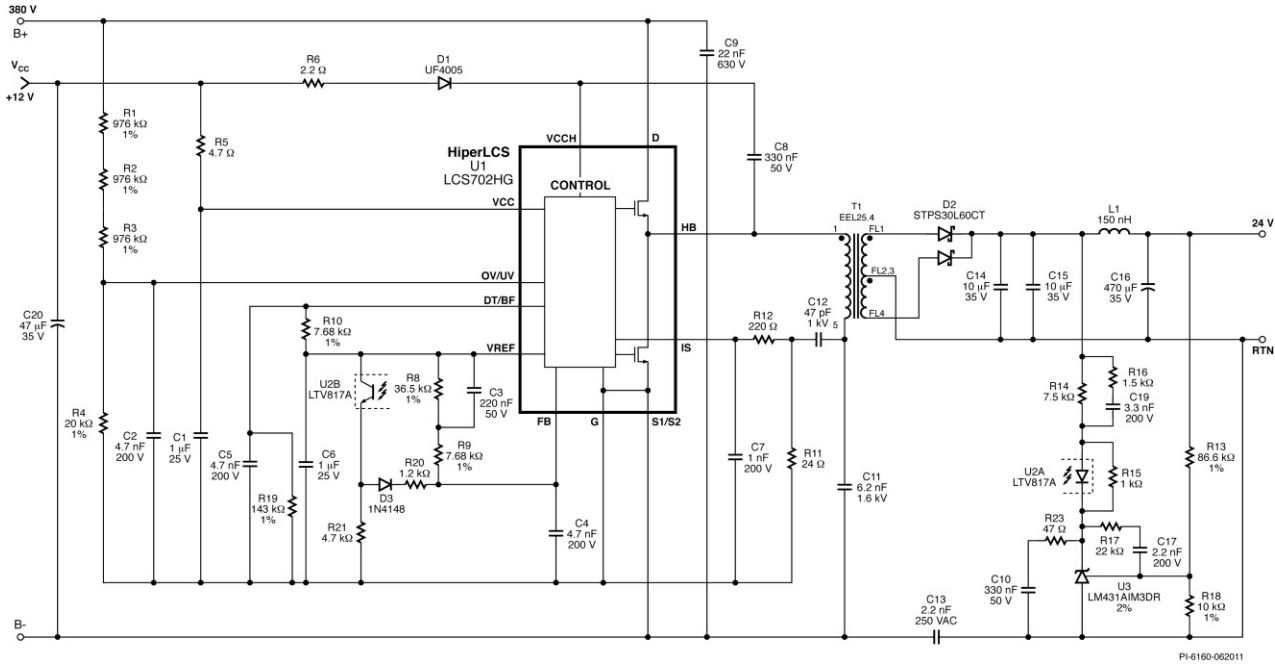 380 V
B+
VCC
+12 V
R6
2.2 Ω
D1
UF4005
C9
22 nF
630 V
R1
976 kΩ
1%
R5
4.7 Ω
R2
976 kΩ
1%
R3
976 kΩ
1%
HiperLCS
U1
LCS702HG
VCCH
D
CONTROL
VCC
HB
OV/UV
DT/BF
VREF
IS
FB
G
S1/S2
C8
330 nF
50 V
T1
EEL25.4
1
5
FL1
FL2,3
FL4
D2
STPS30L60CT
L1
150 nH
24 V
C14
10 μF
35 V
C15
10 μF
35 V
C16
470 μF
35 V
RTN
C20
47 μF
35 V
R10
7.68 kΩ
1%
U2B
LTV817A
R8
36.5 kΩ
1%
C3
220 nF
50 V
R12
220 Ω
C12
47 pF
1 kV
R4
20 kΩ
1%
C2
4.7 nF
200 V
C1
1 μF
25 V
C5
4.7 nF
200 V
R19
143 kΩ
1%
C6
1 μF
25 V
R9
7.68 kΩ
1%
R20
1.2 kΩ
D3
1N4148
R21
4.7 kΩ
C4
4.7 nF
200 V
C7
1 nF
200 V
R11
24 Ω
C11
6.2 nF
1.6 kV
R14
7.5 kΩ
R16
1.5 kΩ
C19
3.3 nF
200 V
R13
86.6 kΩ
1%
U2A
LTV817A
R15
1 kΩ
R23
47 Ω
R17
22 kΩ
C17
2.2 nF
200 V
C10
330 nF
50 V
U3
LM431AIM3DR
2%
R18
10 kΩ
1%
C13
2.2 nF
250 VAC
B-
PI-6160-062011